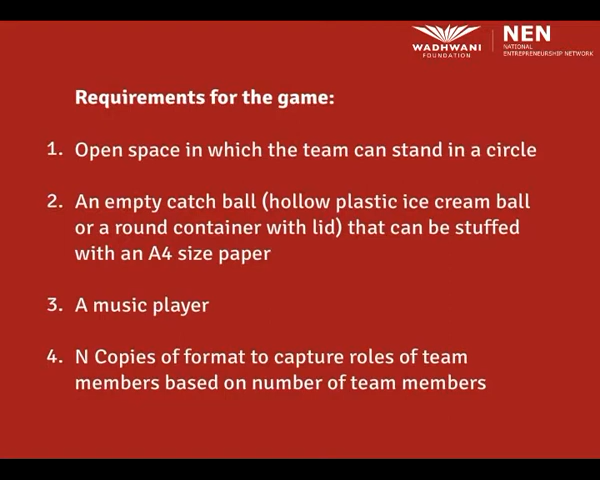 WADHWANI
FOUNDATION
NEN
NATIONAL
ENTREPRENEURSHIP NETWORK
Requirements for the game:
1. Open space in which the team can stand in a circle
2. An empty catch ball (hollow plastic ice cream ball
or a round container with lid) that can be stuffed
with an A4 size paper
3. A music player
4. N Copies of format to capture roles of team
members based on number of team members